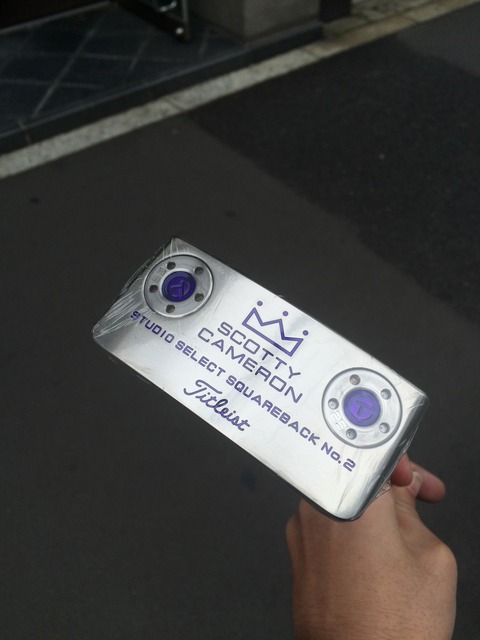 SCOTTY
CAMERON
STUDIO SELECT SQUAREBACK No. 2
Titleist